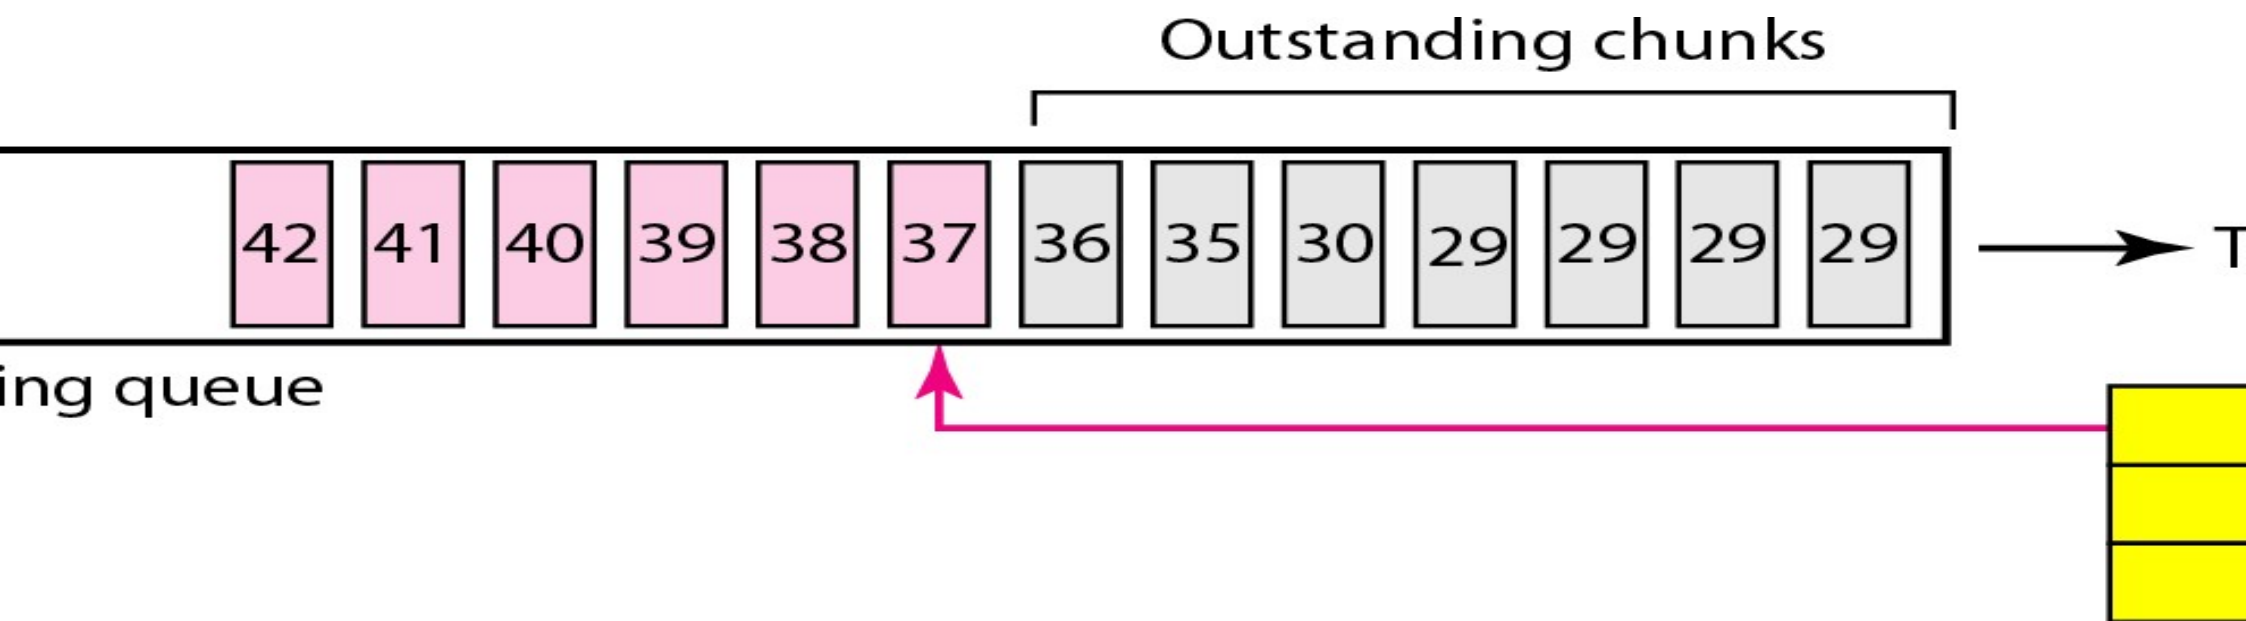 Outstanding chunks
42 41 40 39 38 37 36 35 30 29 29 29 29
T
ing queue